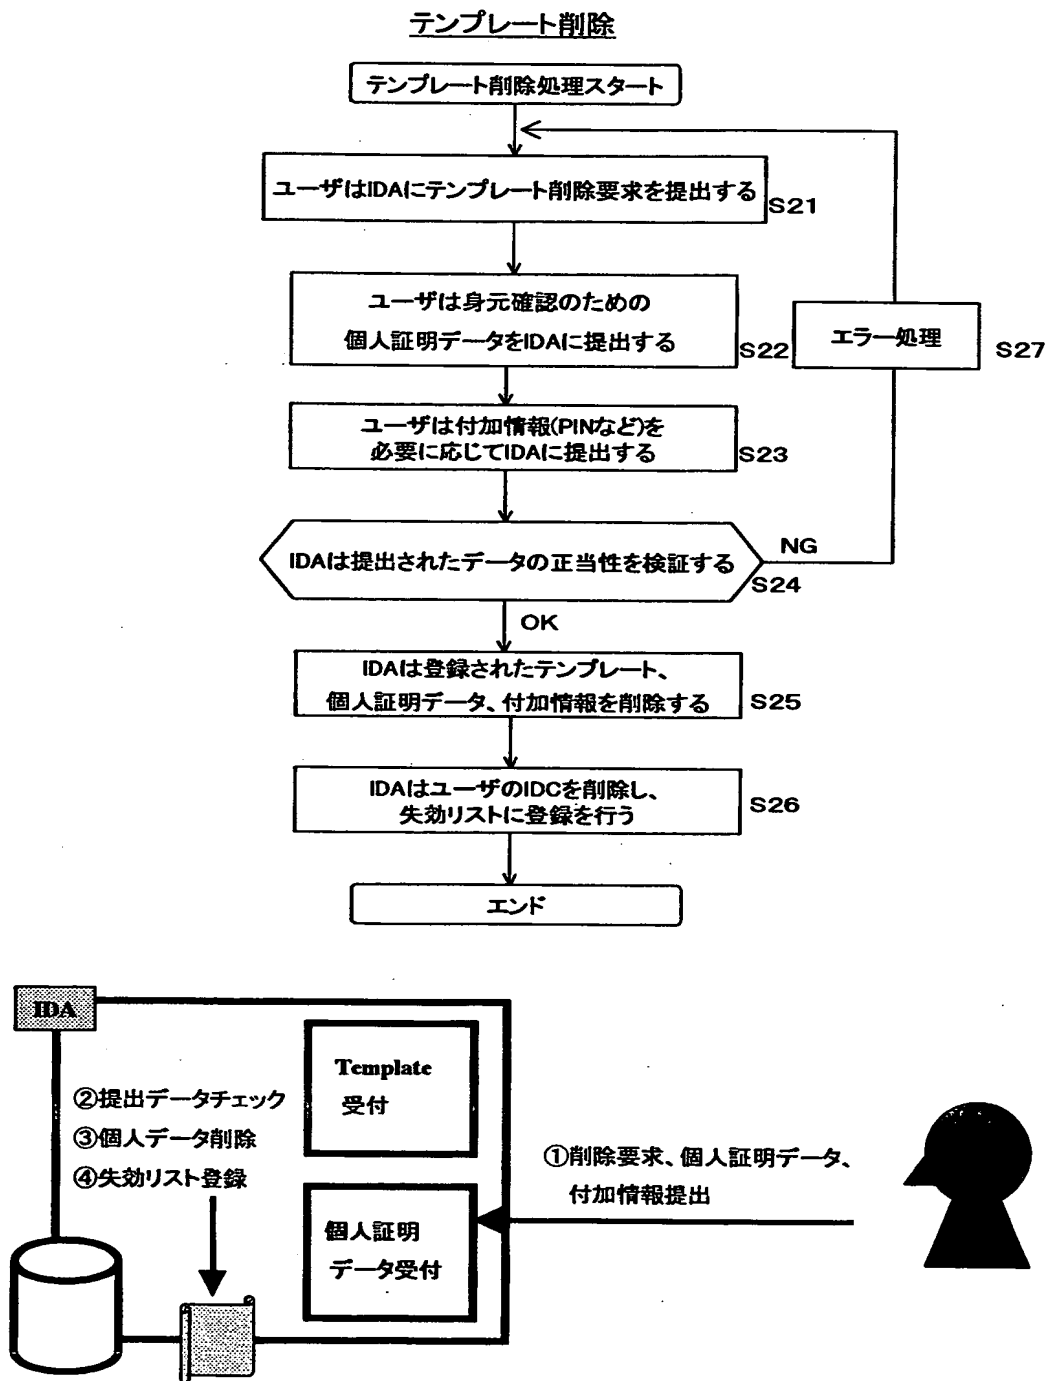 テンプレート削除
テンプレート削除処理スタート
ユーザはIDAにテンプレート削除要求を提出する
S21
ユーザは身元確認のための
個人証明データをIDAに提出する
S22
エラー処理
S27
ユーザは付加情報(PINなど)を
必要に応じてIDAに提出する
S23
IDAは提出されたデータの正当性を検証する
NG
S24
OK
IDAは登録されたテンプレート、
個人証明データ、付加情報を削除する
S25
IDAはユーザのIDCを削除し、
失効リストに登録を行う
S26
エンド
IDA
②提出データチェック
③個人データ削除
④失効リスト登録
Template
受付
個人証明
データ受付
①削除要求、個人証明データ、
付加情報提出